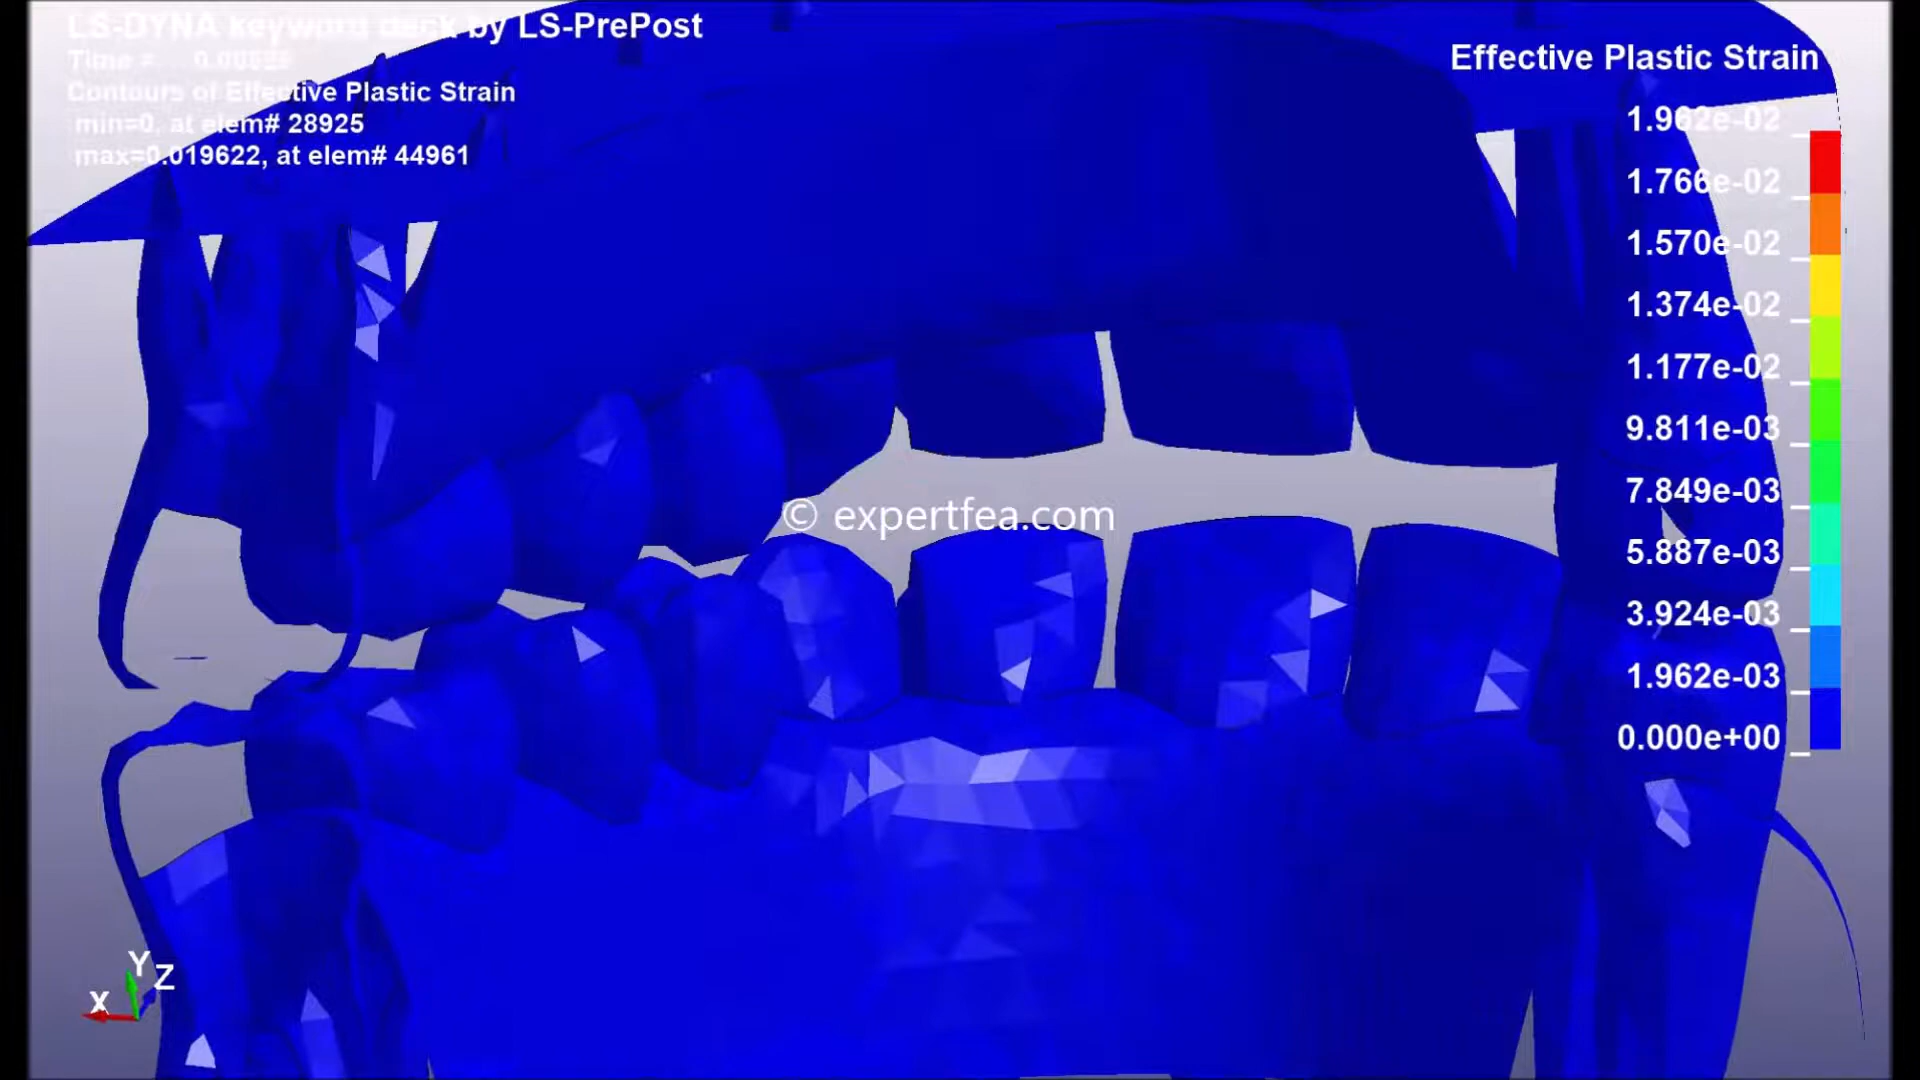 LS-DYNA keyword deck by LS-PrePost
Time =
Contours of Effective Plastic Strain
min=0, at elem# 28925
max=0.019622, at elem# 44961
Effective Plastic Strain
1.962e-02
1.766e-02
1.570e-02
1.374e-02
1.177e-02
9.811e-03
7.849e-03
5.887e-03
3.924e-03
1.962e-03
0.000e+00
© expertfea.com
Y
Z
X